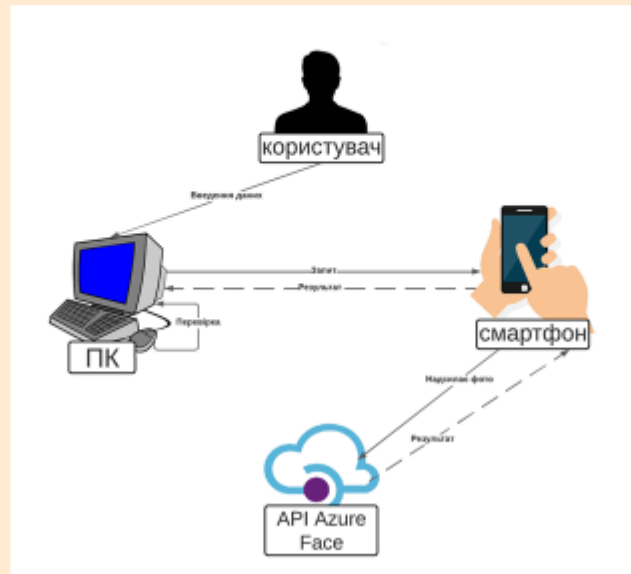 користувач
Введення даних
Запит
Результат
Перевірка
ПК
смартфон
Надсилає фото
Результат
API Azure
Face